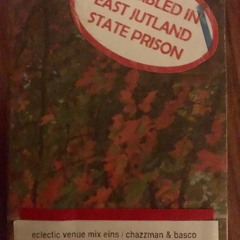 EAST JUTLAND
STATE PRISON
eclectic venue mix eins / chazzman & basco